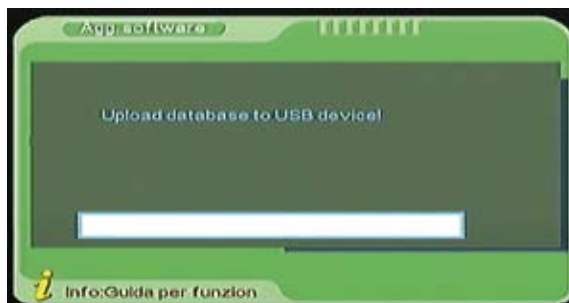 Agg software
Upload database to USB device!
Info:Guida per funzion